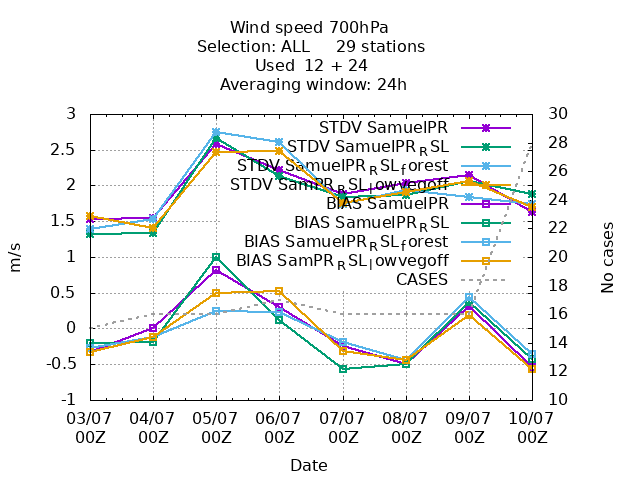 Wind speed 700hPa
Selection: ALL 29 stations
Used 12 + 24
Averaging window: 24h
3
2.5
2
1.5
1
0.5
0
-0.5
-1
m/s
STDV SamuelPR
STDV SamuelPR_RSL
STDV SamuelPR_RSL_forest
STDV SamPR_RSL_lowvegoff
BIAS SamuelPR
BIAS SamuelPR_RSL
BIAS SamuelPR_RSL_forest
BIAS SamPR_RSL_lowvegoff
CASES
30
28
26
24
22
20
18
16
14
12
10
No cases
03/07 04/07 05/07 06/07 07/07 08/07 09/07 10/07
00Z 00Z 00Z 00Z 00Z 00Z 00Z 00Z
Date